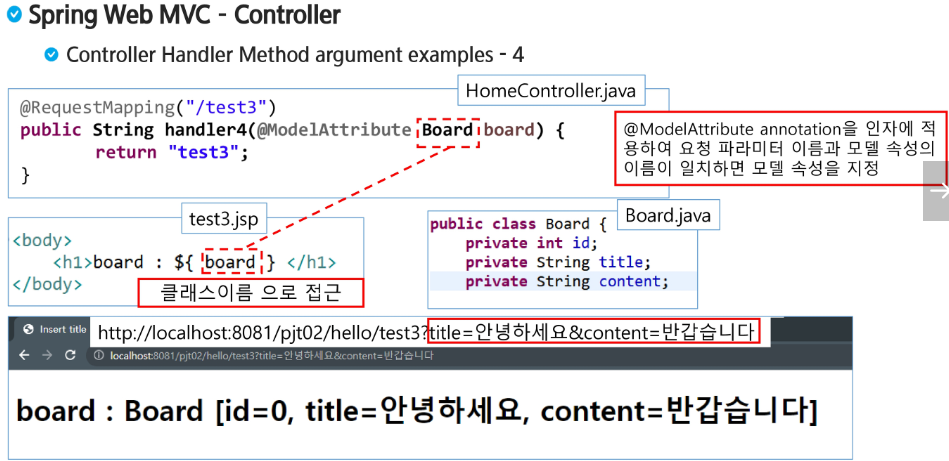 Spring Web MVC - Controller
Controller Handler Method argument examples - 4
HomeController.java
@RequestMapping("/test3")
public String handler4(@ModelAttribute Board board) {
return "test3";
}
@ModelAttribute annotation을 인자에 적
용하여 요청 파라미터 이름과 모델 속성의
이름이 일치하면 모델 속성을 지정
test3.jsp
<body>
<h1>board : ${ board } </h1>
</body>
클래스이름 으로 접근
Board.java
public class Board {
private int id;
private String title;
private String content;
Insert title
http://localhost:8081/pjt02/hello/test3?title=안녕하세요&content=반갑습니다
localhost:8081/pjt02/hello/test3?title=안녕하세요&content=반갑습니다
board : Board [id=0, title=안녕하세요, content=반갑습니다]